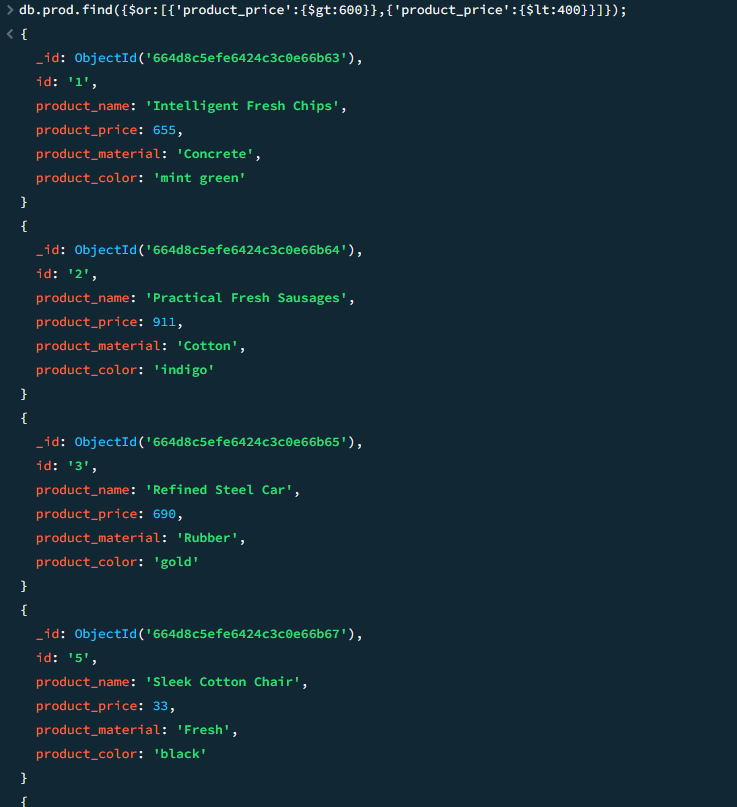 > db.prod.find({$or:[{'product_price':{$gt:600}},{'product_price':{$lt:400}}]});
< {
_id: ObjectId('664d8c5efe6424c3c0e66b63'),
id: '1',
product_name: 'Intelligent Fresh Chips',
product_price: 655,
product_material: 'Concrete',
product_color: 'mint green'
}
{
_id: ObjectId('664d8c5efe6424c3c0e66b64'),
id: '2',
product_name: 'Practical Fresh Sausages',
product_price: 911,
product_material: 'Cotton',
product_color: 'indigo'
}
{
_id: ObjectId('664d8c5efe6424c3c0e66b65'),
id: '3',
product_name: 'Refined Steel Car',
product_price: 690,
product_material: 'Rubber',
product_color: 'gold'
}
{
_id: ObjectId('664d8c5efe6424c3c0e66b67'),
id: '5',
product_name: 'Sleek Cotton Chair',
product_price: 33,
product_material: 'Fresh',
product_color: 'black'
}
{